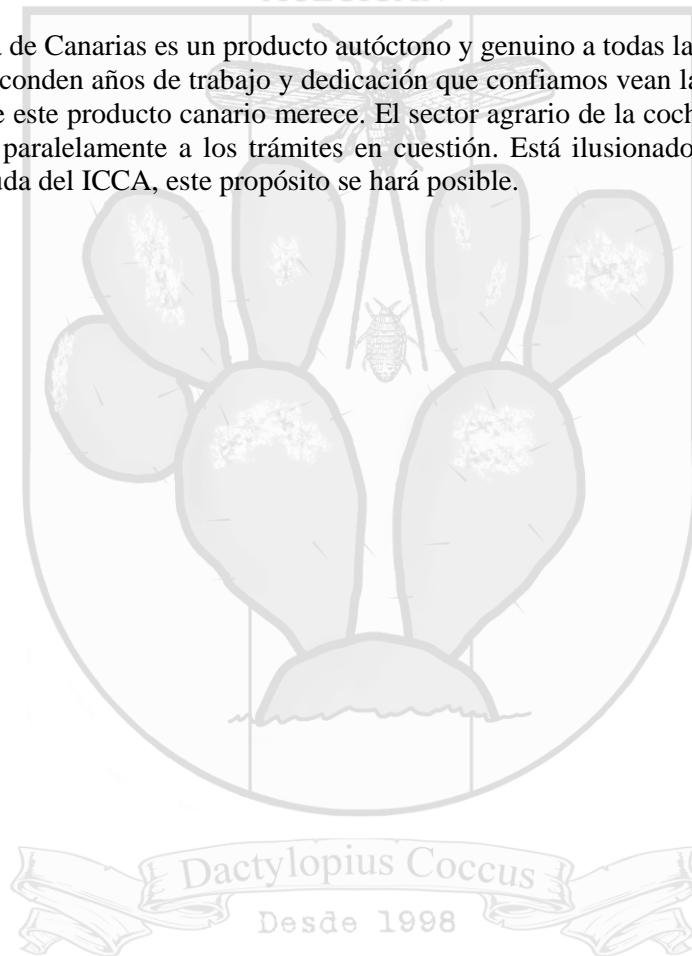 a de Canarias es un producto autóctono y genuino a todas la
conden años de trabajo y dedicación que confiamos vean la
e este producto canario merece. El sector agrario de la coch
paralelamente a los trámites en cuestión. Está ilusionado
uda del ICCA, este propósito se hará posible.
Dactylopius Coccus
Desde 1998